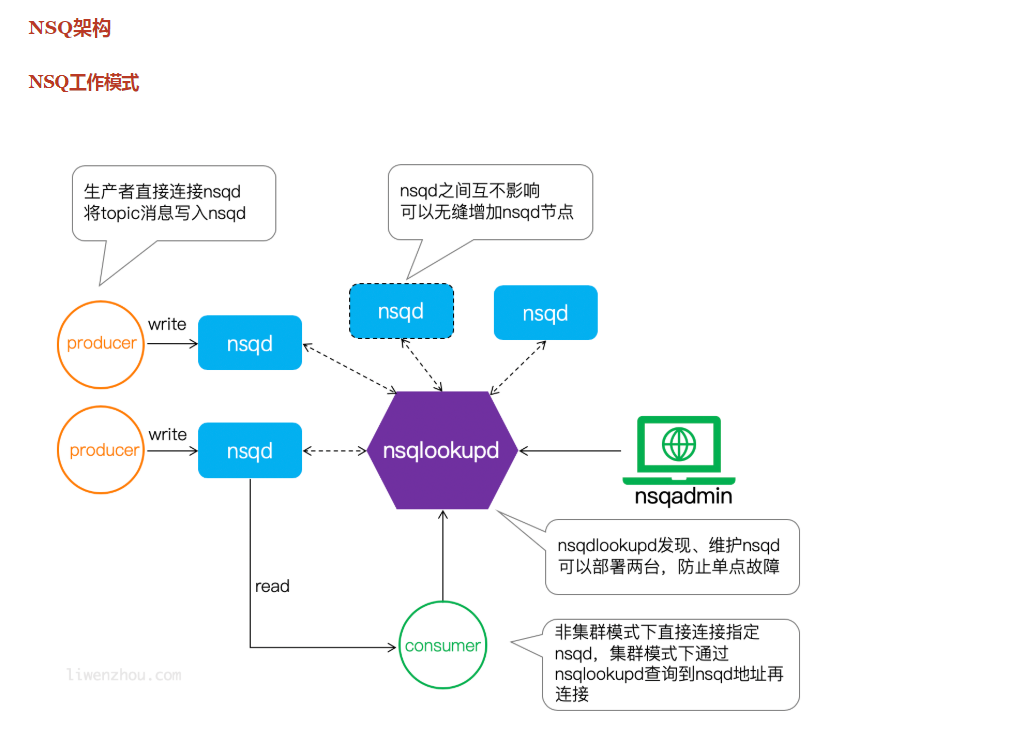 NSQ架构
NSQ工作模式
生产者直接连接nsqd
将topic消息写入nsqd
nsqd之间互不影响
可以无缝增加nsqd节点
nsqd
nsqd
producer
write
nsqd
producer
write
nsqd
nsqlookupd
nsqadmin
nsqdlookupd发现、维护nsqd
可以部署两台，防止单点故障
read
consumer
非集群模式下直接连接指定
nsqd，集群模式下通过
nsqlookupd查询到nsqd地址再
连接
liwenzhou.com